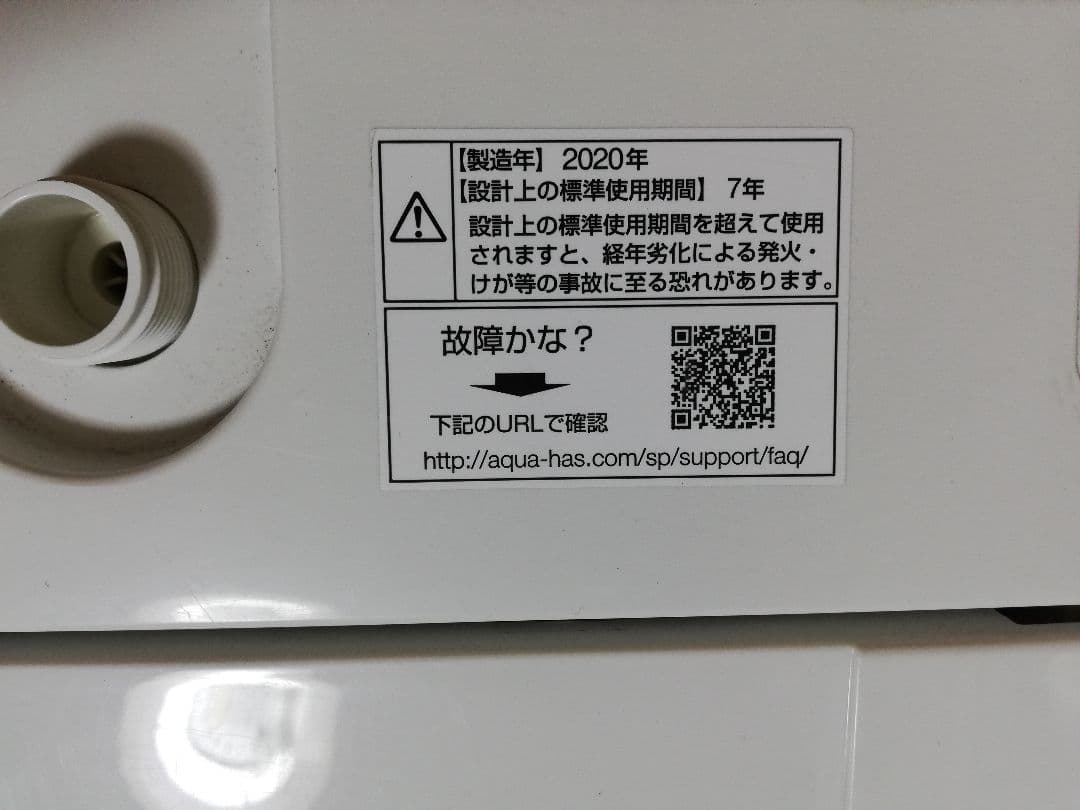 【製造年】 2020年
【設計上の標準使用期間】 7年
設計上の標準使用期間を超えて使用
されますと、経年劣化による発火・
けが等の事故に至る恐れがあります。
故障かな?
下記のURLで確認
http://aqua-has.com/sp/support/faq/